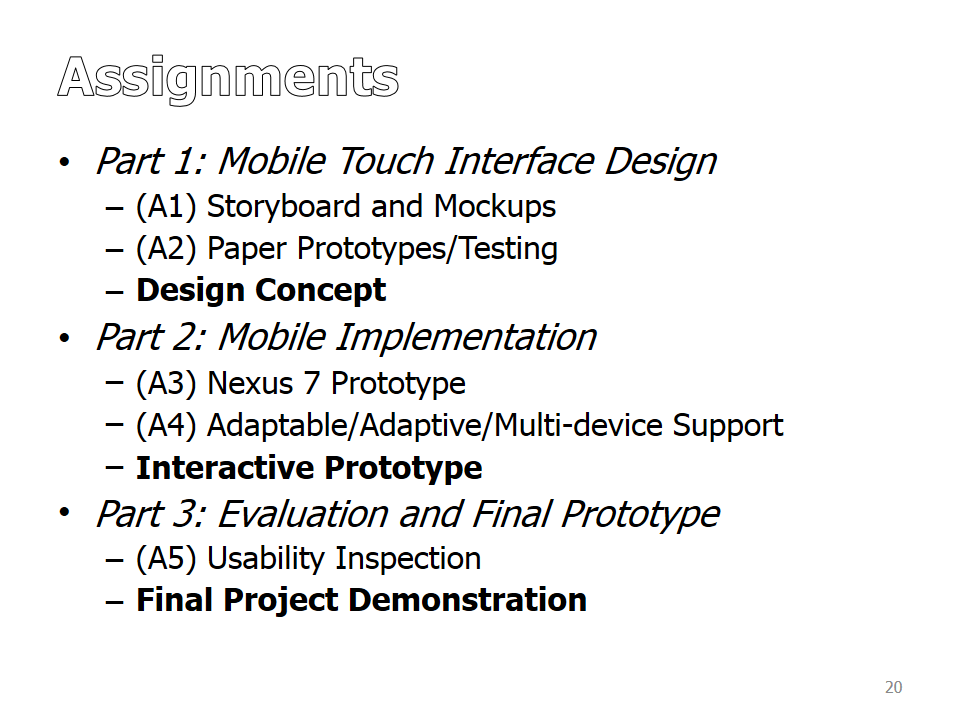 Assignments
• Part 1: Mobile Touch Interface Design
– (A1) Storyboard and Mockups
– (A2) Paper Prototypes/Testing
– Design Concept
• Part 2: Mobile Implementation
– (A3) Nexus 7 Prototype
– (A4) Adaptable/Adaptive/Multi-device Support
– Interactive Prototype
• Part 3: Evaluation and Final Prototype
– (A5) Usability Inspection
– Final Project Demonstration
20